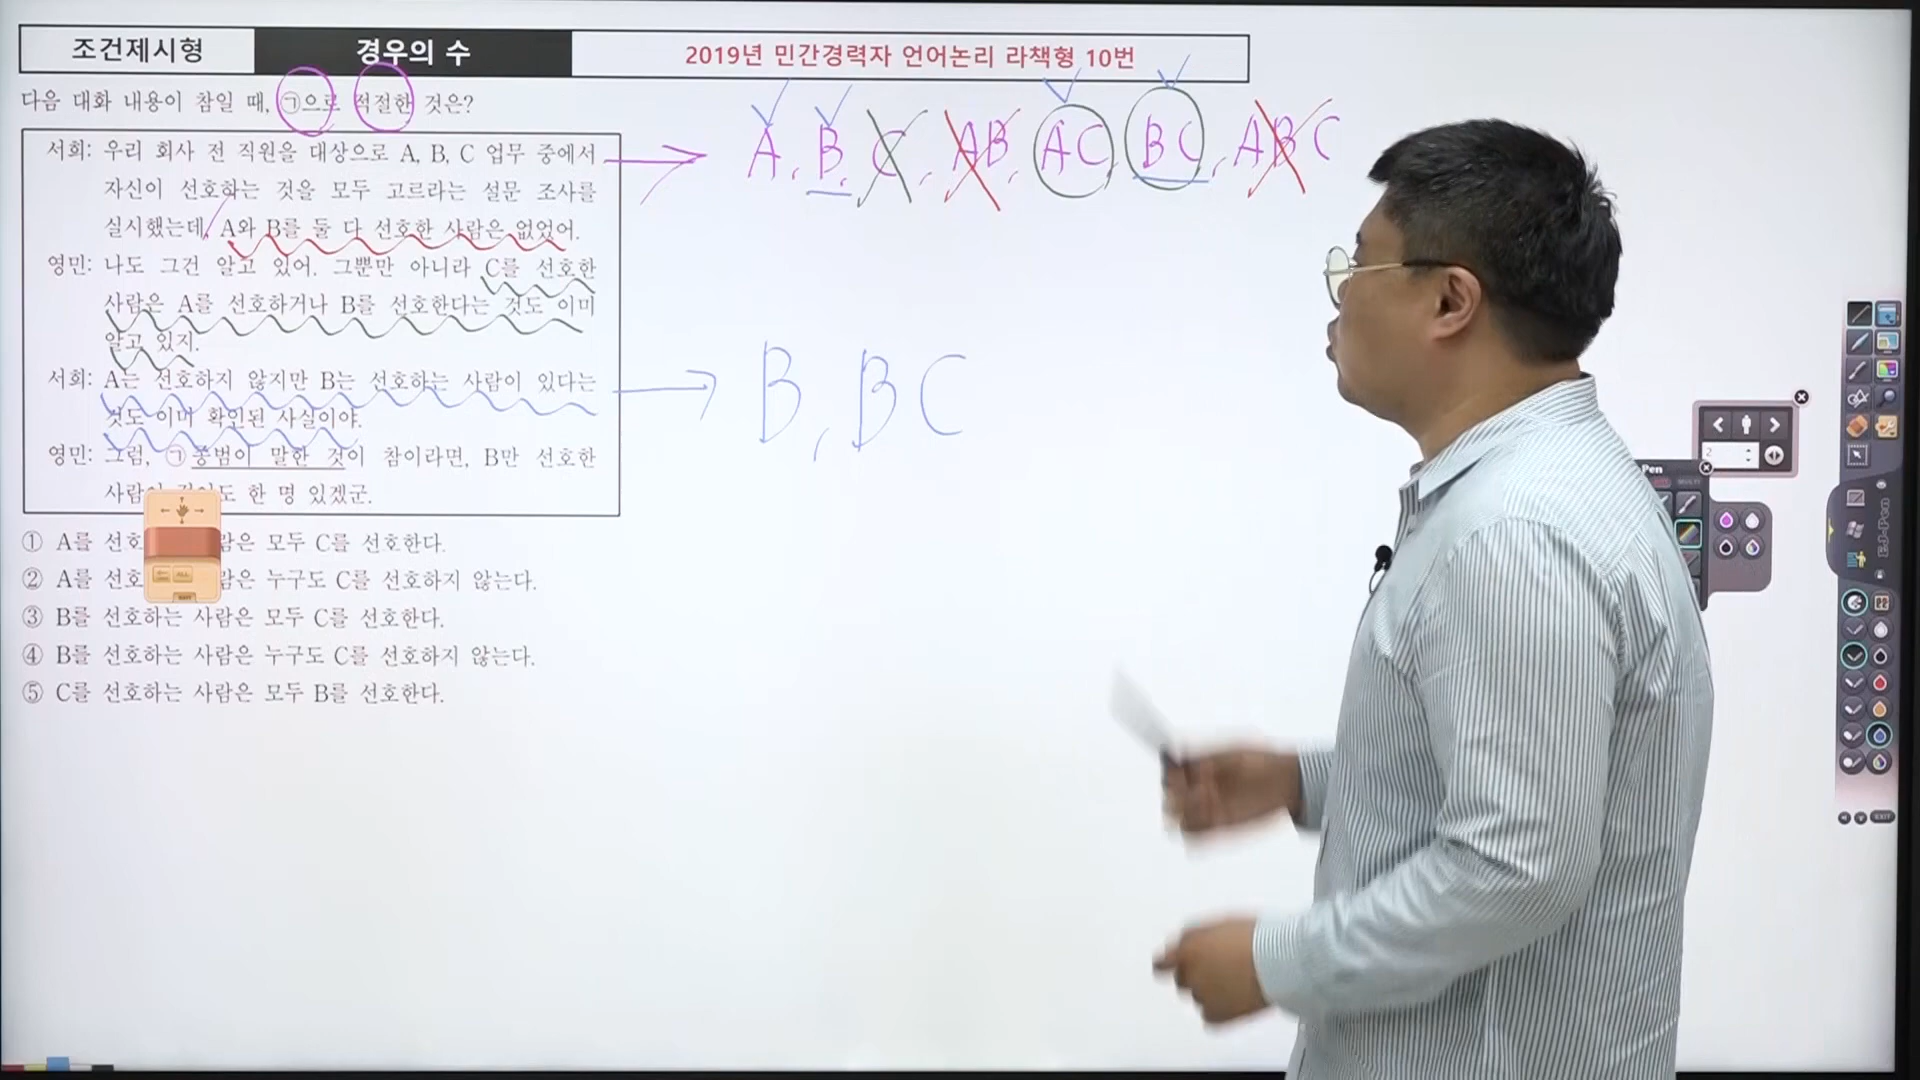 조건제시형 경우의 수 2019년 민간경력자 언어논리 라책형 10번
다음 대화 내용이 참일 때, ㉠으로 적절한 것은?
서희: 우리 회사 전 직원을 대상으로 A, B, C 업무 중에서
자신이 선호하는 것을 모두 고르라는 설문 조사를
실시했는데, A와 B를 둘 다 선호한 사람은 없었어.
영민: 나도 그건 알고 있어. 그뿐만 아니라 C를 선호한
사람은 A를 선호하거나 B를 선호한다는 것도 이미
알고 있지.
서희: A는 선호하지 않지만 B는 선호하는 사람이 있다는
것도 이미 확인된 사실이야.
영민: 그럼, ㉠종범이 말한 것이 참이라면, B만 선호한
사람이 도 한 명 있겠군.
① A를 선호 람은 모두 C를 선호한다.
② A를 선호 람은 누구도 C를 선호하지 않는다.
③ B를 선호하는 사람은 모두 C를 선호한다.
④ B를 선호하는 사람은 누구도 C를 선호하지 않는다.
⑤ C를 선호하는 사람은 모두 B를 선호한다.
A, B, C, AB, AC, BC, ABC
B, BC
Pen
2
EXIT